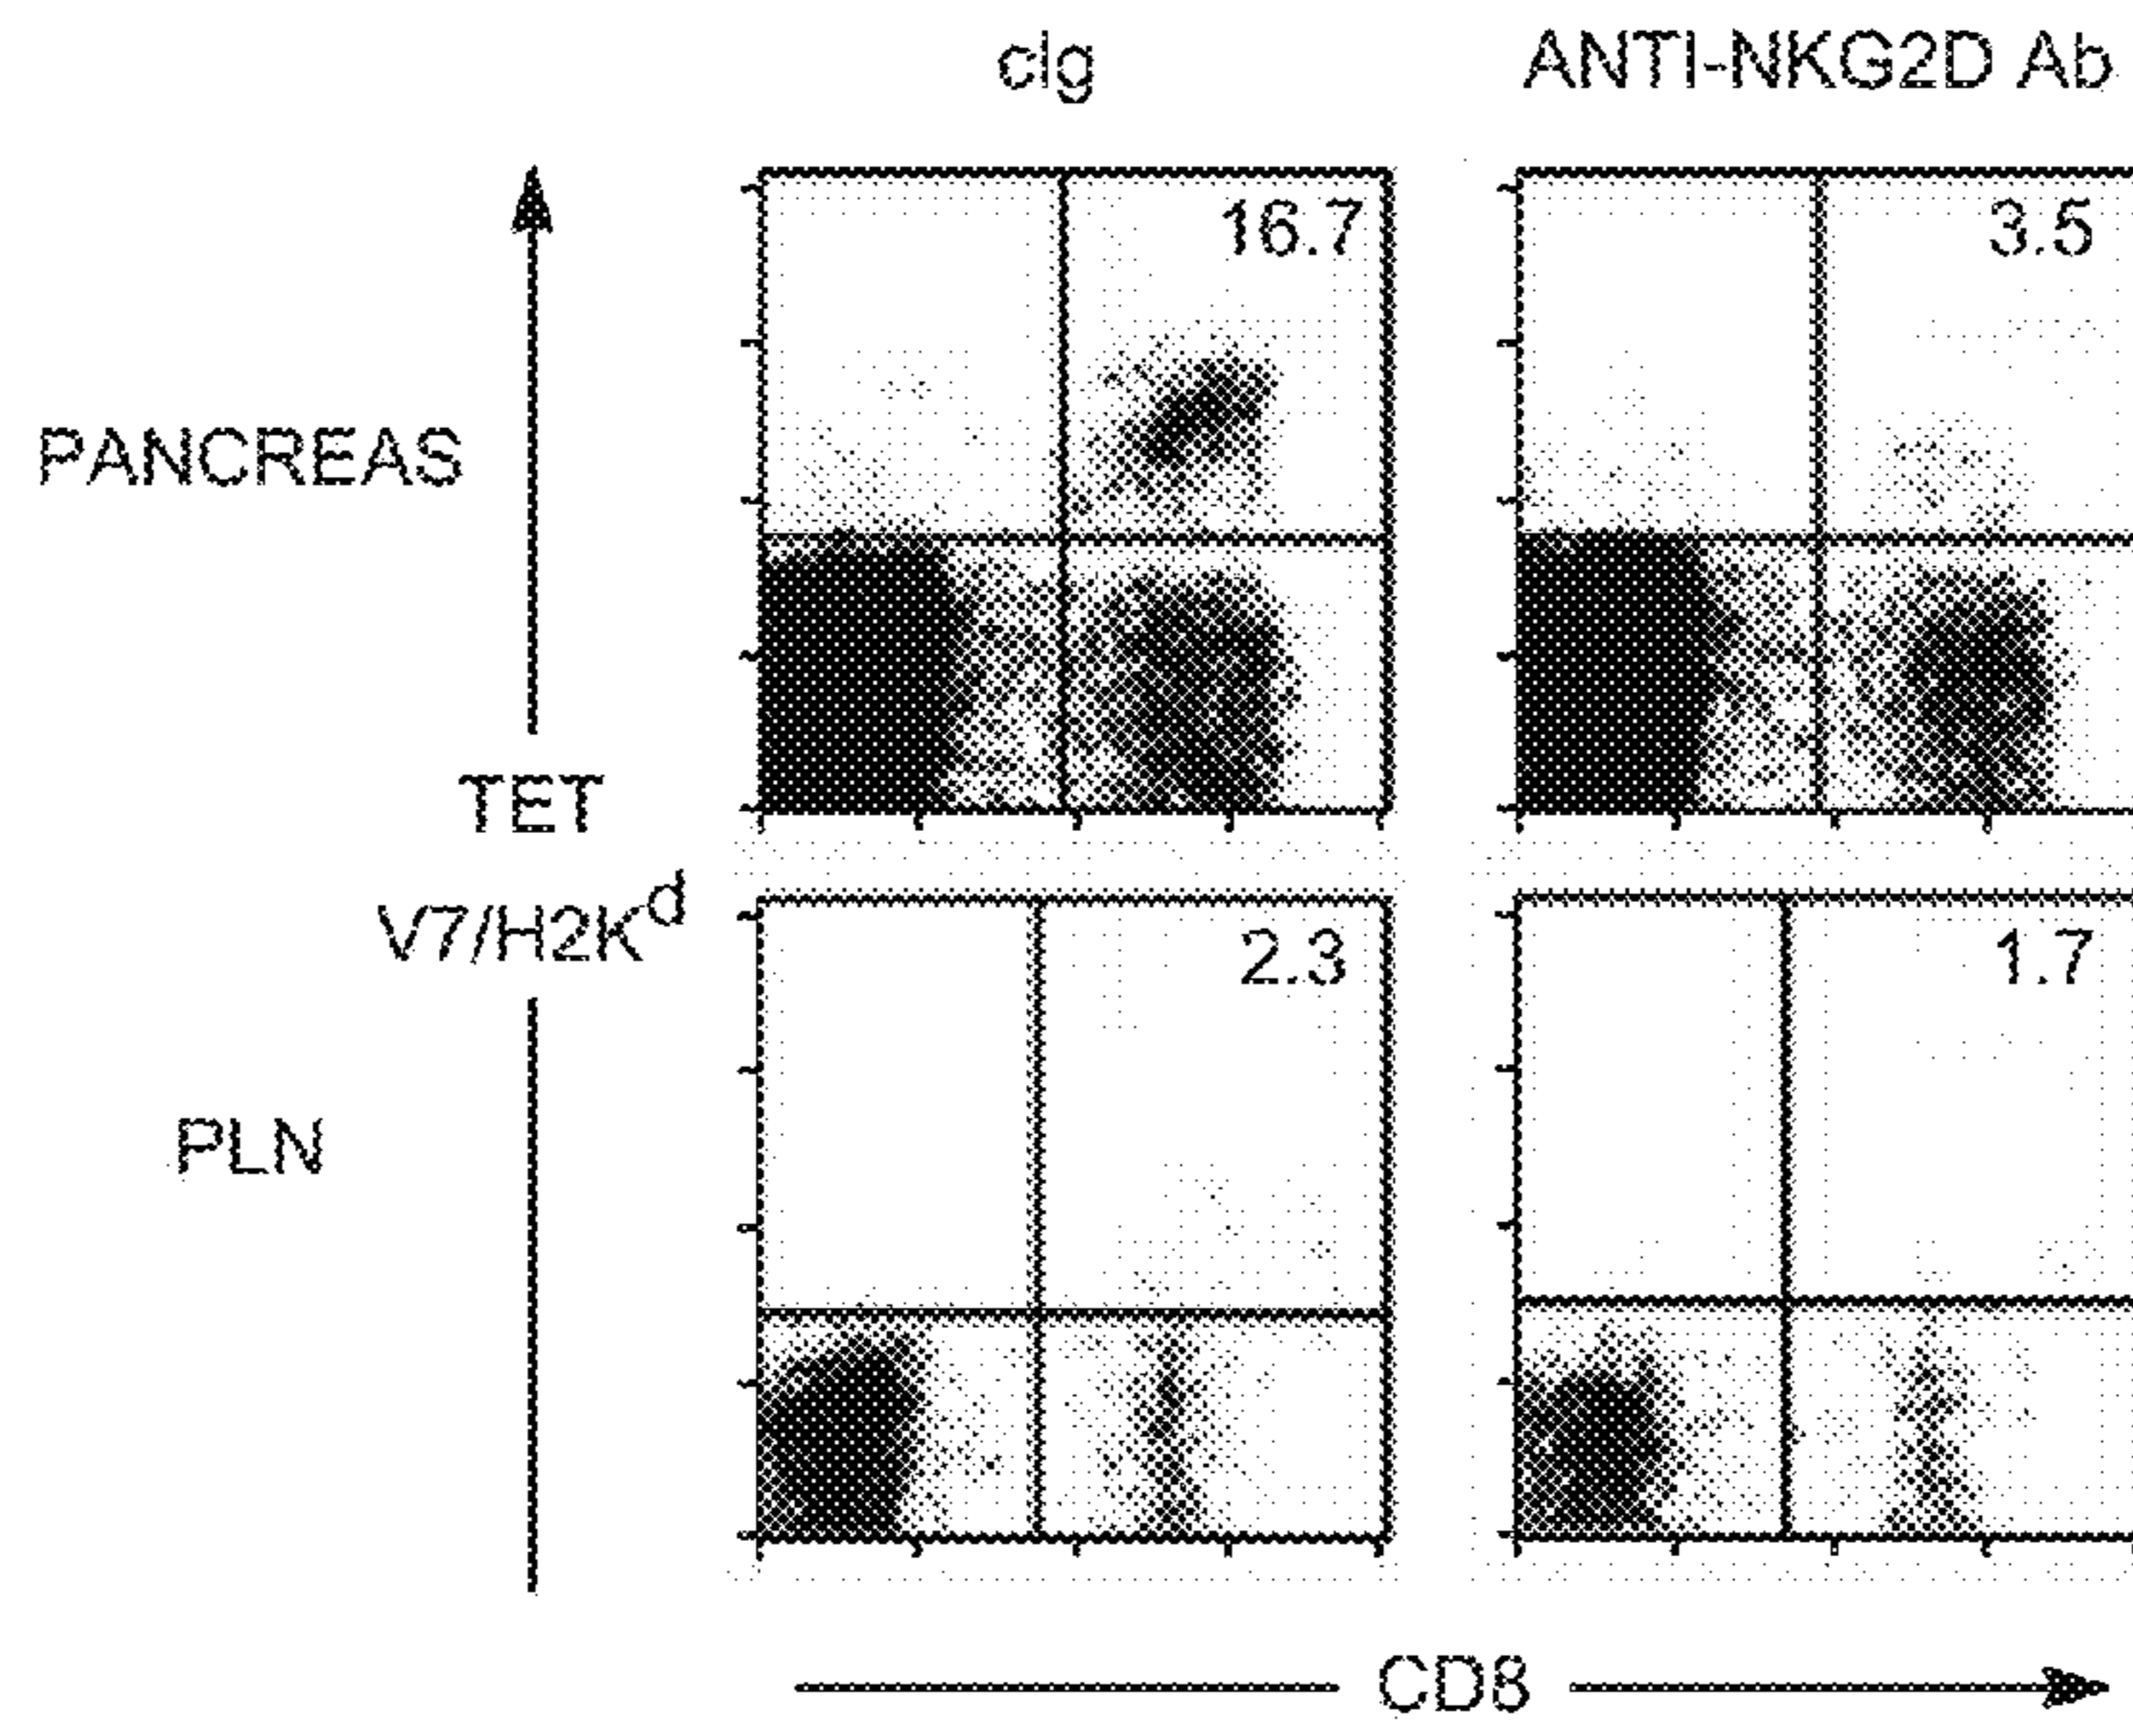 cIg ANTI-NKG2D Ab
16.7 3.5
PANCREAS
TET
V7/H2K^d
2.3 1.7
PLN
CD8